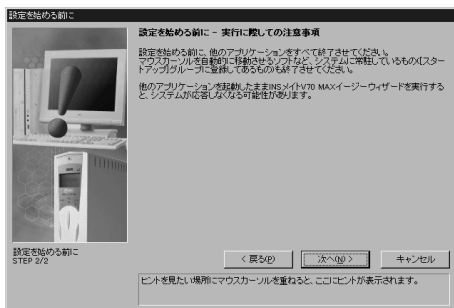 設定を始める前に
設定を始める前に - 実行に際しての注意事項
設定を始める前に、他のアプリケーションをすべて終了させてください。
マウスカーソルを自動的に移動させるソフトなど、システムに常駐しているもの([スター
トアップ]グループに登録してあるもの)も終了させてください。
他のアプリケーションを起動したままINSメイトV70 MAXイージーウィザードを実行する
と、システムが応答しなくなる可能性があります。
設定を始める前に
STEP 2/2
< 戻る(P)
次へ(N) >
キャンセル
ヒントを見たい場所にマウスカーソルを重ねると、ここにヒントが表示されます。